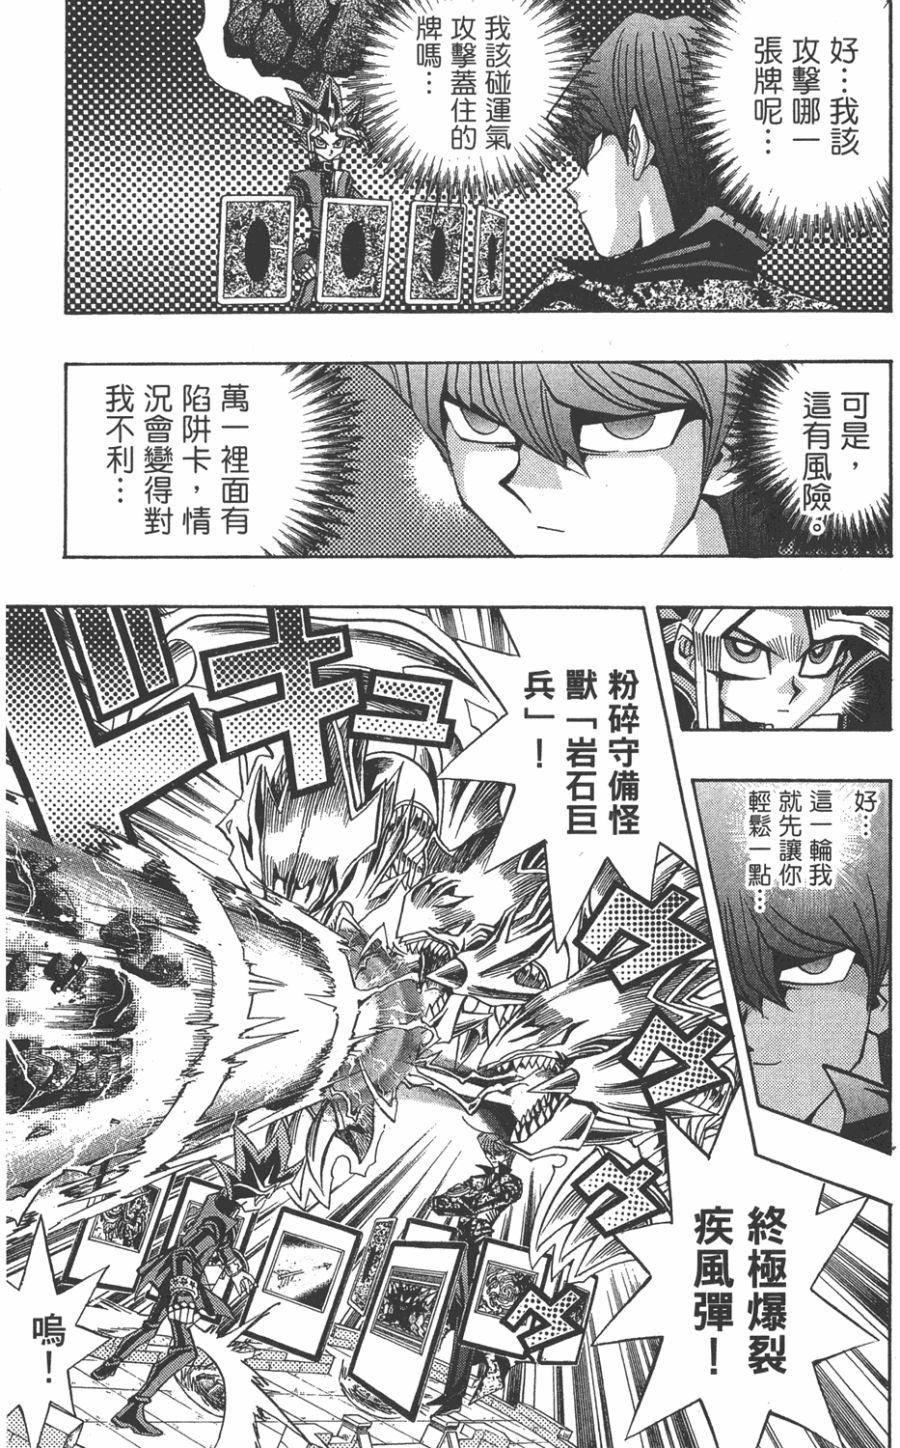 好…我該
攻擊哪一
張牌呢…
我該碰運氣
攻擊蓋住的
牌嗎…
可是，
這有風險。
萬一裡面有
陷阱卡，情
況會變得對
我不利…
好…
這一輪我
就先讓你
輕鬆一點…
粉碎守備怪
獸「岩石巨
兵」！
終極爆裂
疾風彈！
嗚！